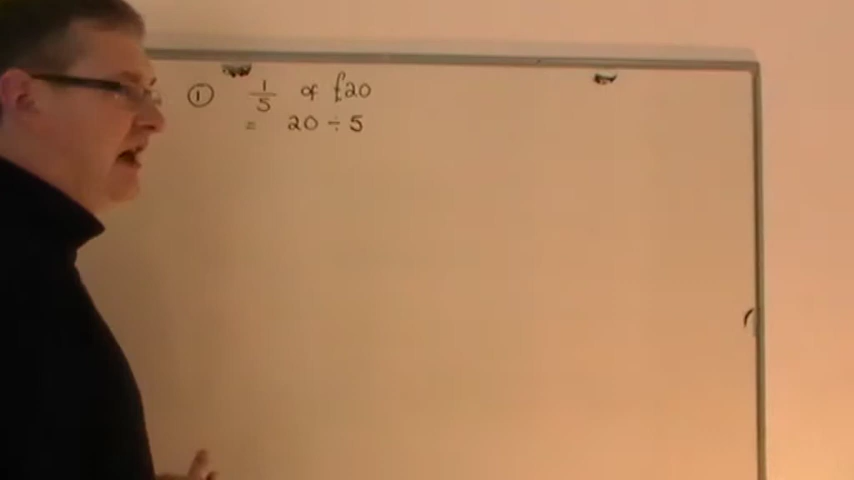 ① 1/5 of £20
= 20 ÷ 5